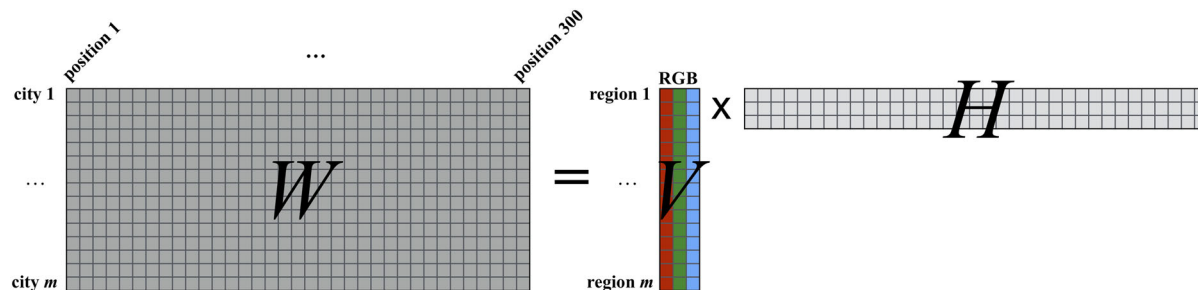 position 1
...
position 300
city 1
...
city m
W
=
RGB
region 1
...
region m
V
x
H